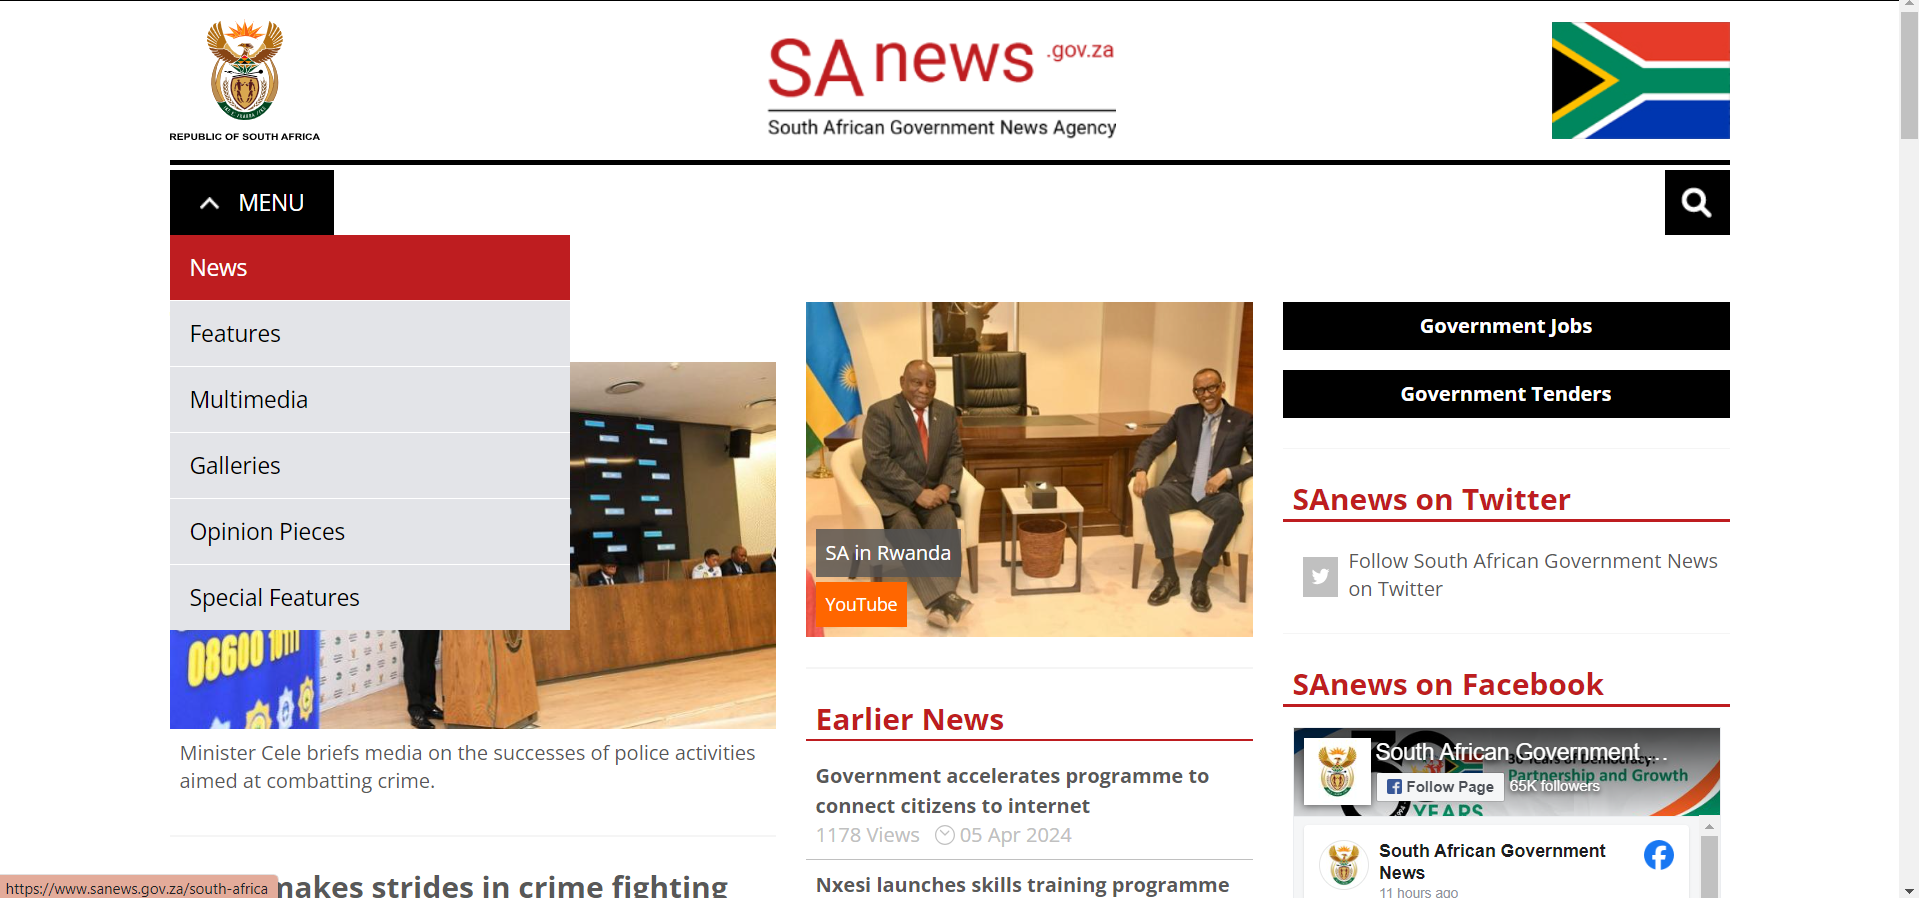 REPUBLIC OF SOUTH AFRICA
SAnews .gov.za
South African Government News Agency
MENU
News
Features
Multimedia
Galleries
Opinion Pieces
Special Features
08600 10111
Minister Cele briefs media on the successes of police activities
aimed at combatting crime.
makes strides in crime fighting
https://www.sanews.gov.za/south-africa
SA in Rwanda
YouTube
Earlier News
Government accelerates programme to
connect citizens to internet
1178 Views 05 Apr 2024
Nxesi launches skills training programme
Government Jobs
Government Tenders
SAnews on Twitter
Follow South African Government News
on Twitter
SAnews on Facebook
South African Government...
30 Years of Democracy:
Partnership and Growth
Follow Page
65K followers
YEARS
South African Government
News
11 hours ago